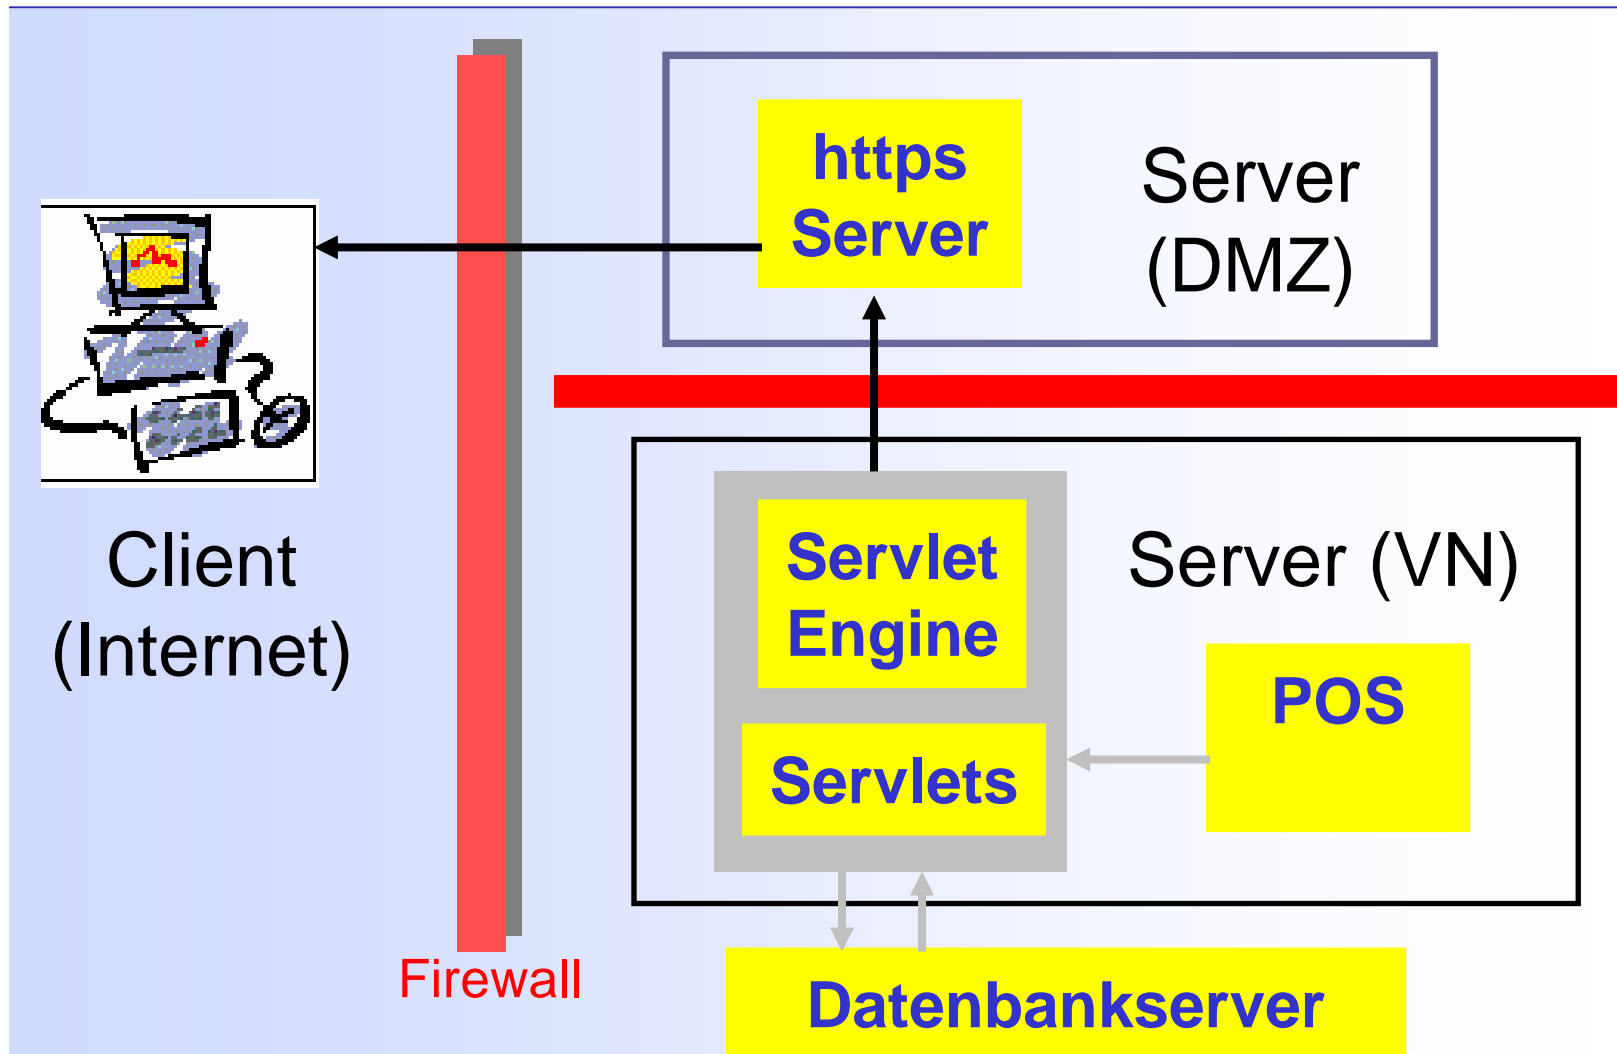 https
Server
Server
(DMZ)
Client
(Internet)
Servlet
Engine
Server (VN)
POS
Servlets
Firewall
Datenbankserver